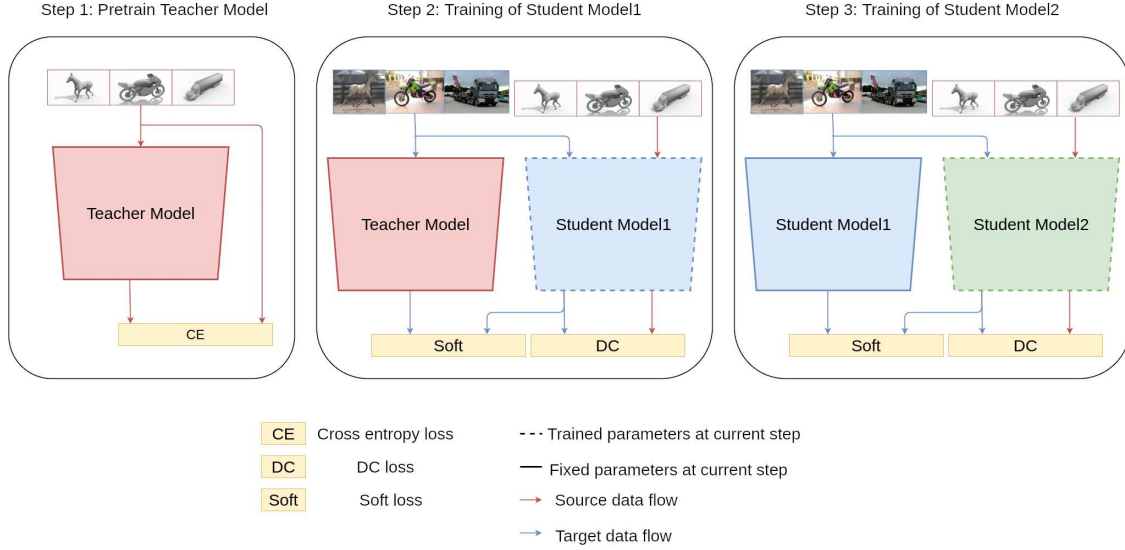 Step 1: Pretrain Teacher Model
Step 2: Training of Student Model1
Step 3: Training of Student Model2
Teacher Model
Teacher Model
Student Model1
Student Model1
Student Model2
CE
Soft
DC
Soft
DC
CE Cross entropy loss
Trained parameters at current step
DC DC loss
Fixed parameters at current step
Soft Soft loss
Source data flow
Target data flow